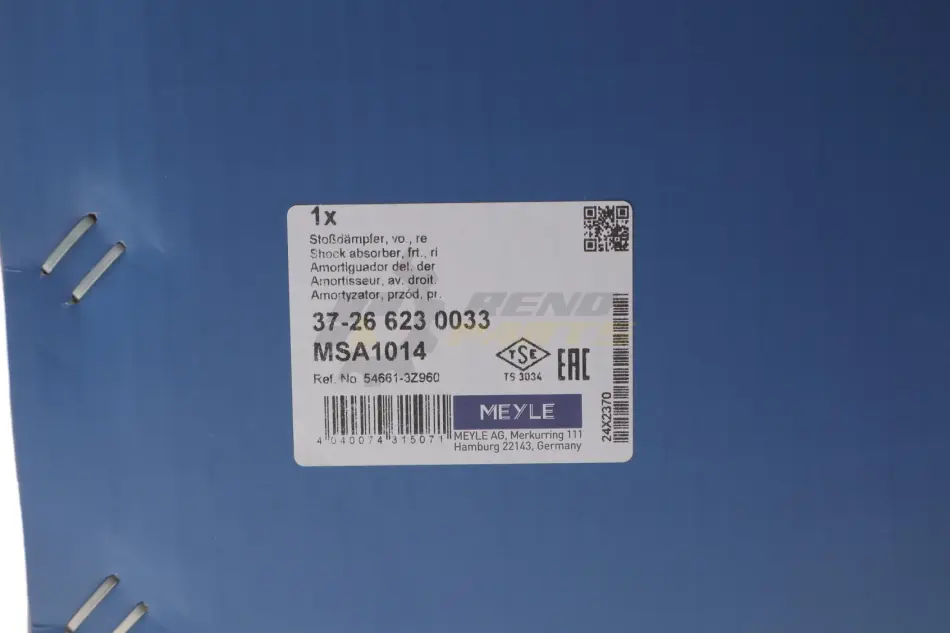 1x
Stoßdämpfer, vo., re
Shock absorber, frt., ri
Amortiguador del. der
Amortisseur, av. droit.
Amortyzator, przód. pr.
37-26 623 0033
MSA1014
Ref. No. 54661-3Z960
TSE
TS 3034
EAC
24X2370
4 040074 315071
MEYLE
MEYLE AG, Merkurring 111
Hamburg 22143, Germany
RENO
PARTS